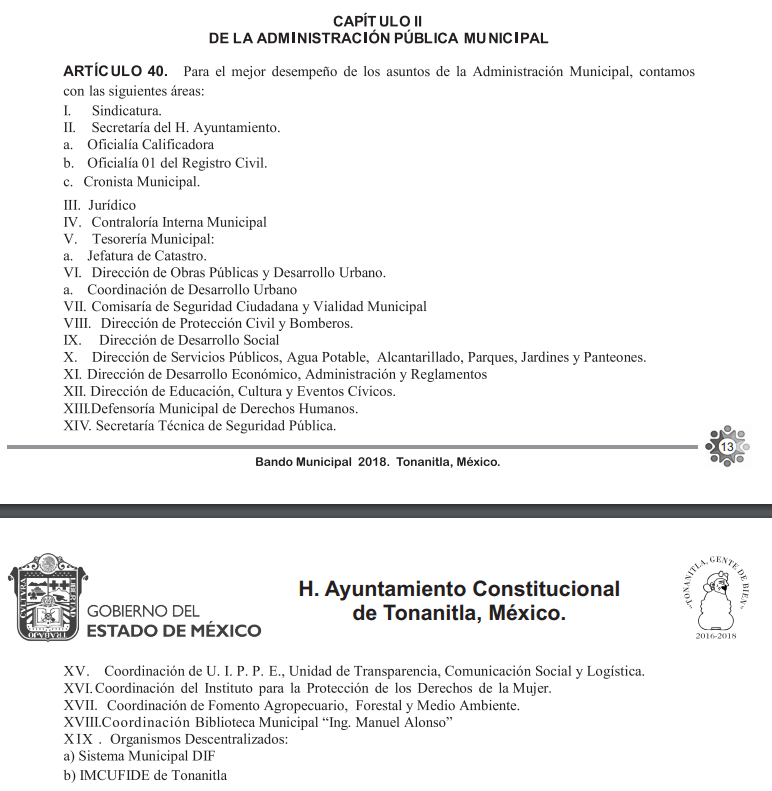 CAPÍTULO II
DE LA ADMINISTRACIÓN PÚBLICA MUNICIPAL
ARTÍCULO 40. Para el mejor desempeño de los asuntos de la Administración Municipal, contamos
con las siguientes áreas:
I. Sindicatura.
II. Secretaría del H. Ayuntamiento.
a. Oficialía Calificadora
b. Oficialía 01 del Registro Civil.
c. Cronista Municipal.
III. Jurídico
IV. Contraloría Interna Municipal
V. Tesorería Municipal:
a. Jefatura de Catastro.
VI. Dirección de Obras Públicas y Desarrollo Urbano.
a. Coordinación de Desarrollo Urbano
VII. Comisaría de Seguridad Ciudadana y Vialidad Municipal
VIII. Dirección de Protección Civil y Bomberos.
IX. Dirección de Desarrollo Social
X. Dirección de Servicios Públicos, Agua Potable, Alcantarillado, Parques, Jardines y Panteones.
XI. Dirección de Desarrollo Económico, Administración y Reglamentos
XII. Dirección de Educación, Cultura y Eventos Cívicos.
XIII.Defensoría Municipal de Derechos Humanos.
XIV. Secretaría Técnica de Seguridad Pública.
13
Bando Municipal 2018. Tonanitla, México.
GOBIERNO DEL
ESTADO DE MÉXICO
H. Ayuntamiento Constitucional
de Tonanitla, México.
"TONANITLA, GENTE DE BIEN"
2016-2018
XV. Coordinación de U. I. P. P. E., Unidad de Transparencia, Comunicación Social y Logística.
XVI. Coordinación del Instituto para la Protección de los Derechos de la Mujer.
XVII. Coordinación de Fomento Agropecuario, Forestal y Medio Ambiente.
XVIII.Coordinación Biblioteca Municipal “Ing. Manuel Alonso”
XIX . Organismos Descentralizados:
a) Sistema Municipal DIF
b) IMCUFIDE de Tonanitla